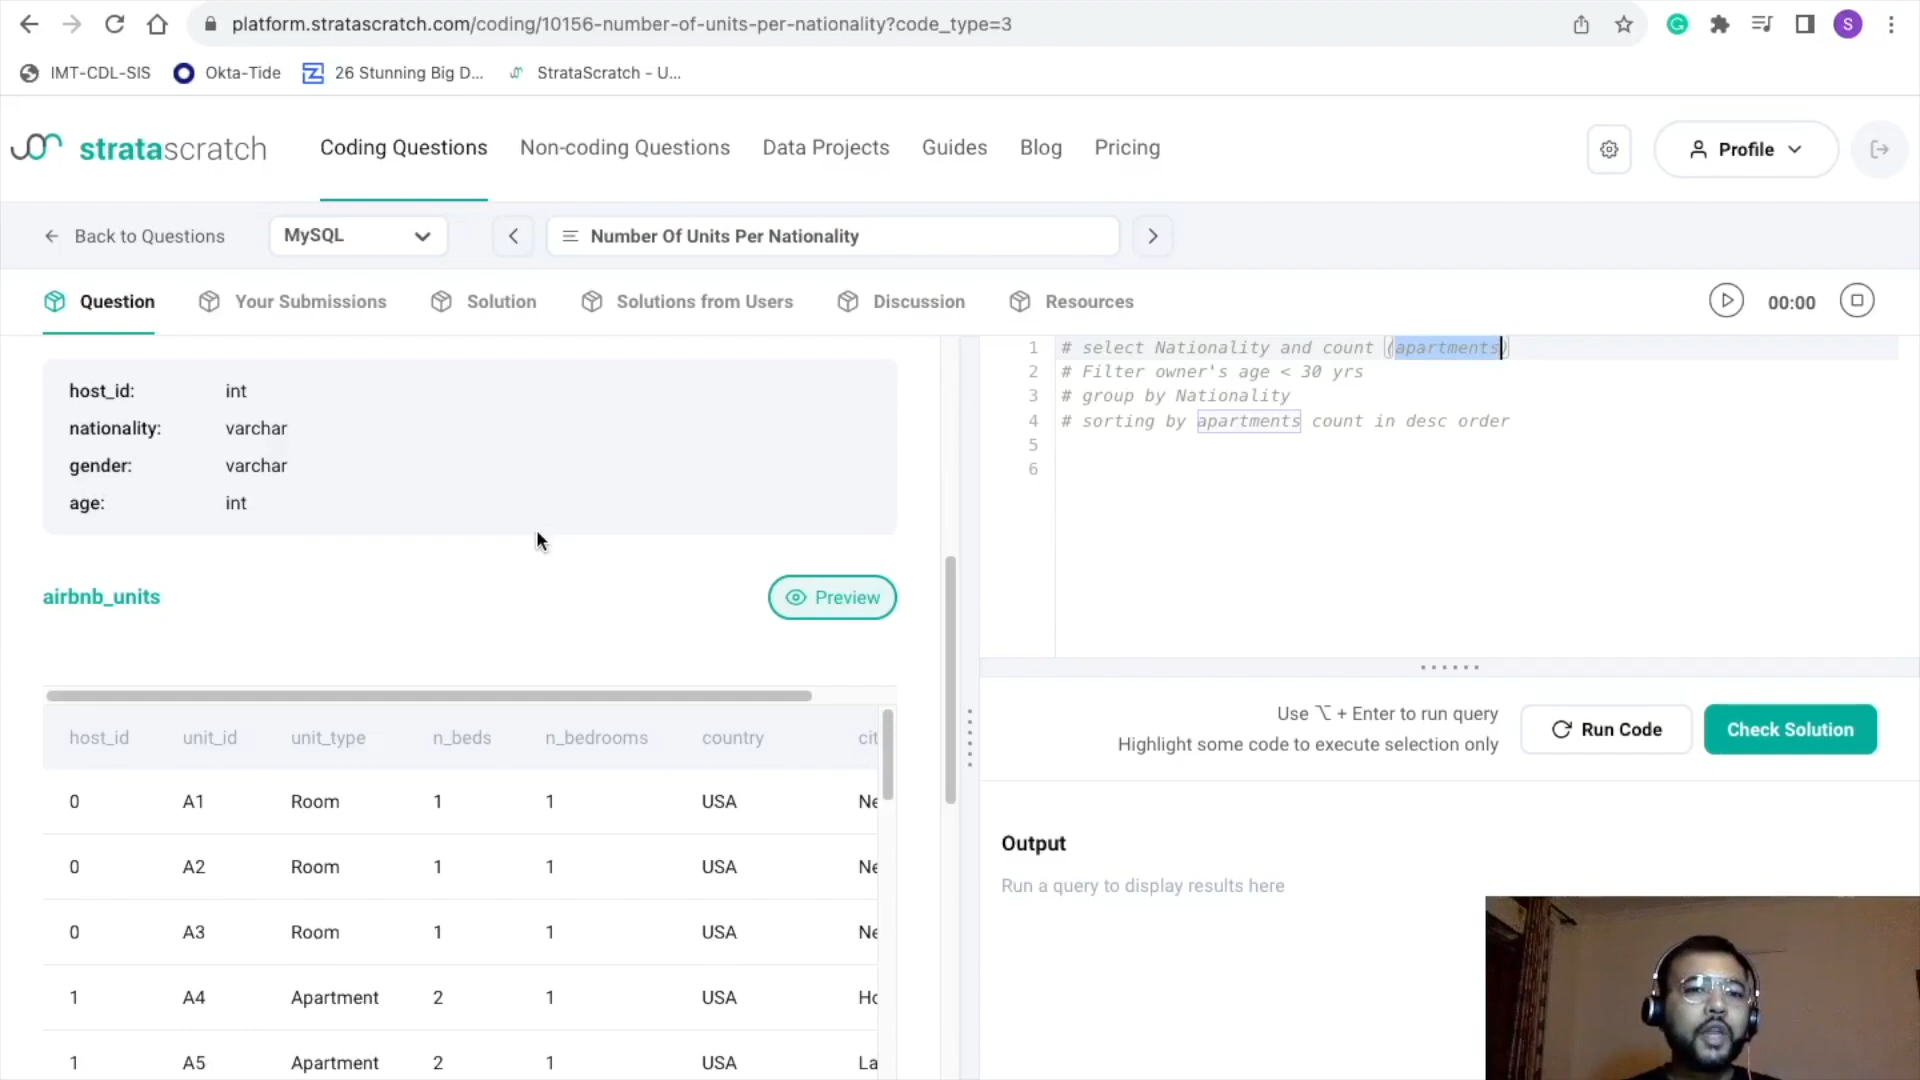 platform.stratascratch.com/coding/10156-number-of-units-per-nationality?code_type=3
S
IMT-CDL-SIS
Okta-Tide
26 Stunning Big D...
StrataScratch - U...
stratascratch
Coding Questions
Non-coding Questions
Data Projects
Guides
Blog
Pricing
Profile
Back to Questions
MySQL
Number Of Units Per Nationality
Question
Your Submissions
Solution
Solutions from Users
Discussion
Resources
00:00
host_id: int
nationality: varchar
gender: varchar
age: int
airbnb_units
Preview
host_id unit_id unit_type n_beds n_bedrooms country cit
0 A1 Room 1 1 USA Ne
0 A2 Room 1 1 USA Ne
0 A3 Room 1 1 USA Ne
1 A4 Apartment 2 1 USA Ho
1 A5 Apartment 2 1 USA La
1 # select Nationality and count (apartments)
2 # Filter owner's age < 30 yrs
3 # group by Nationality
4 # sorting by apartments count in desc order
5
6
Use ⌥ + Enter to run query
Highlight some code to execute selection only
Run Code
Check Solution
Output
Run a query to display results here